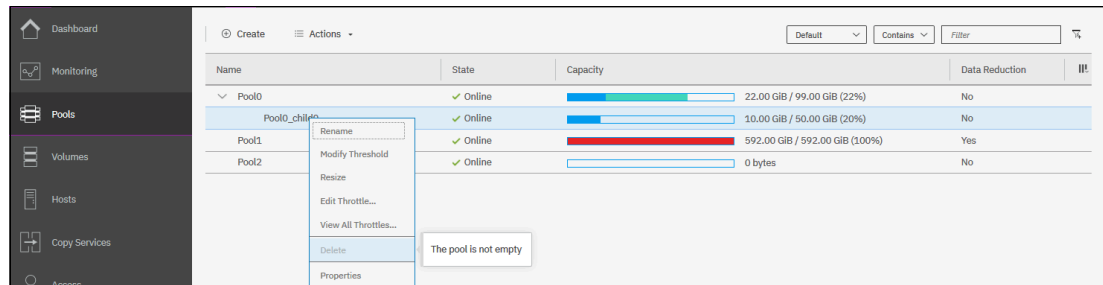 Dashboard
Create
Actions
Default
Contains
Filter
Monitoring
Name
State
Capacity
Data Reduction
Pools
Pool0
Online
22.00 GiB / 99.00 GiB (22%)
No
Pool0_child0
Online
10.00 GiB / 50.00 GiB (20%)
No
Rename
Pool1
Online
592.00 GiB / 592.00 GiB (100%)
Yes
Modify Threshold
Volumes
Pool2
Online
0 bytes
No
Resize
Hosts
Edit Throttle...
View All Throttles...
Copy Services
Delete
The pool is not empty
Properties
Access